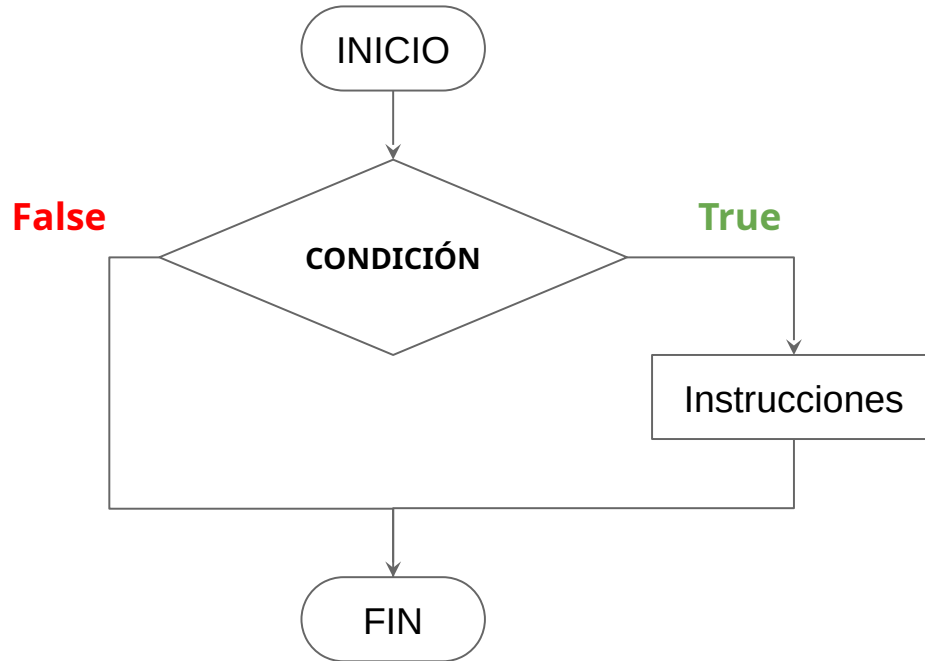 INICIO
False
True
CONDICIÓN
Instrucciones
FIN